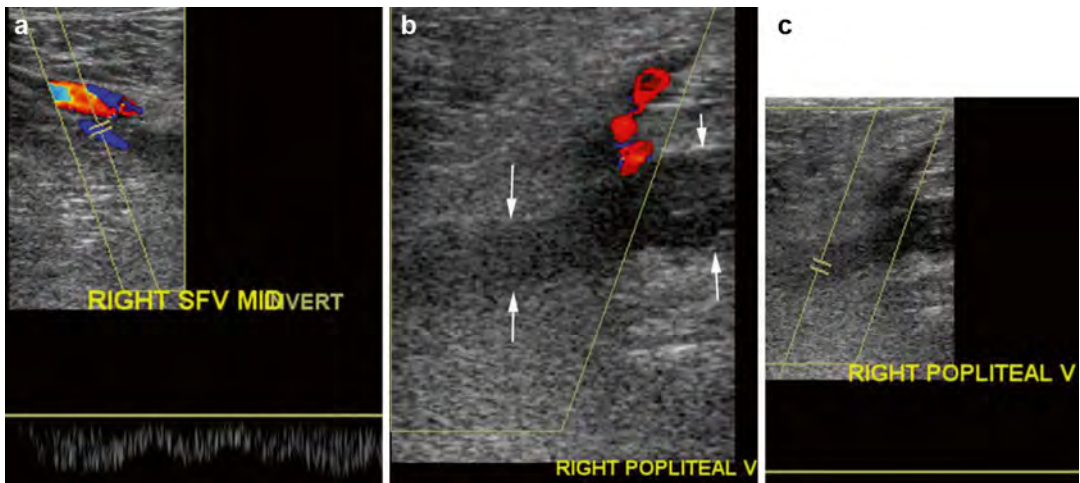 a
RIGHT SFV MID
INVERT
b
RIGHT POPLITEAL V
c
RIGHT POPLITEAL V